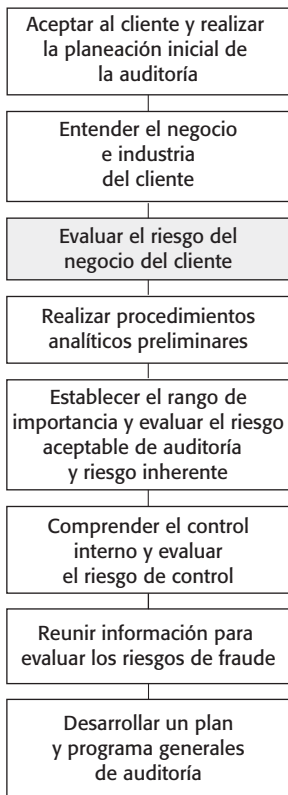 Aceptar al cliente y realizar
la planeación inicial de
la auditoría
Entender el negocio
e industria
del cliente
Evaluar el riesgo del
negocio del cliente
Realizar procedimientos
analíticos preliminares
Establecer el rango de
importancia y evaluar el riesgo
aceptable de auditoría
y riesgo inherente
Comprender el control
interno y evaluar
el riesgo de control
Reunir información para
evaluar los riesgos de fraude
Desarrollar un plan
y programa generales
de auditoría